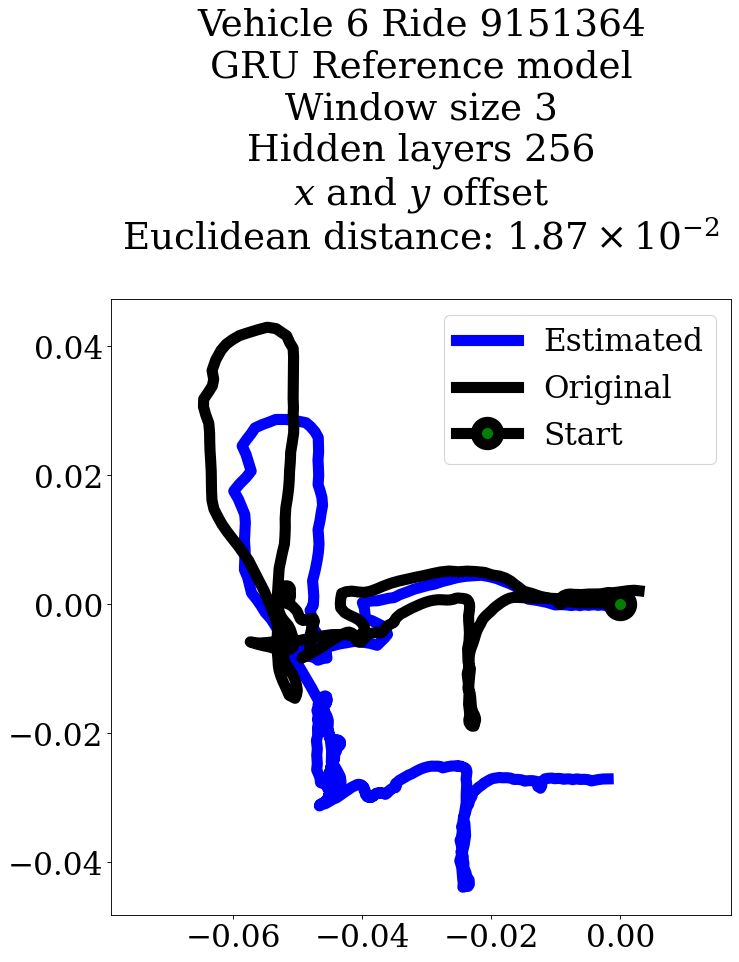 Vehicle 6 Ride 9151364
GRU Reference model
Window size 3
Hidden layers 256
x and y offset
Euclidean distance: 1.87 × 10⁻²
Estimated
Original
Start
0.04
0.02
0.00
−0.02
−0.04
−0.06 −0.04 −0.02 0.00